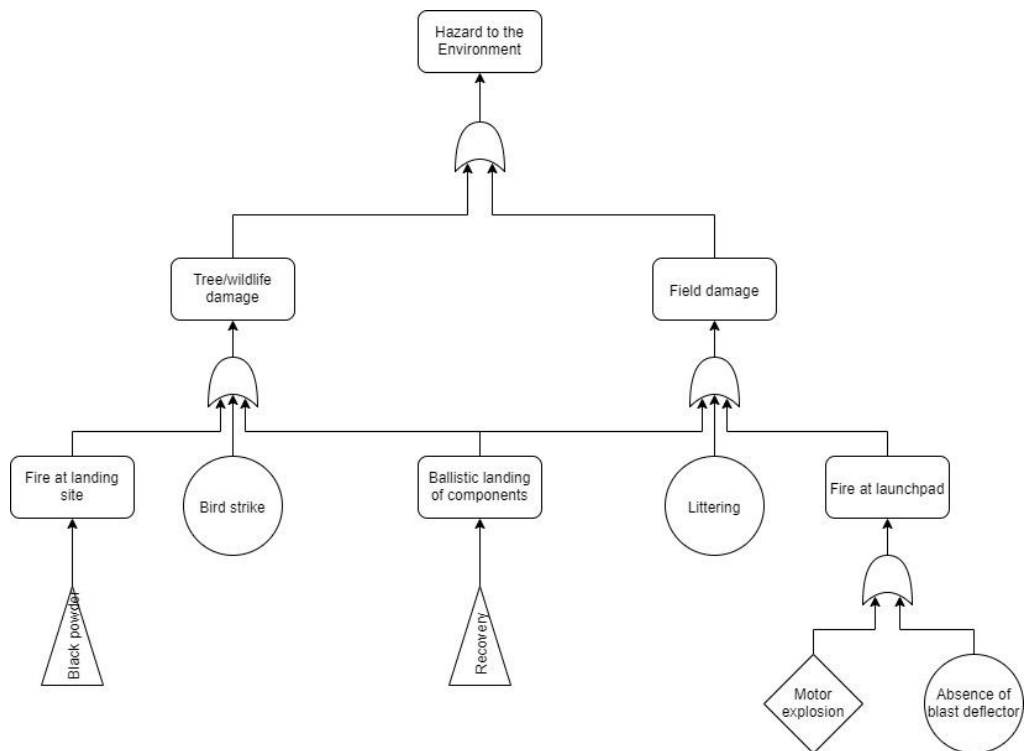 Hazard to the
Environment
Tree/wildlife
damage
Field damage
Fire at landing
site
Bird strike
Ballistic landing
of components
Littering
Fire at launchpad
Black powder
Recovery
Motor
explosion
Absence of
blast deflector